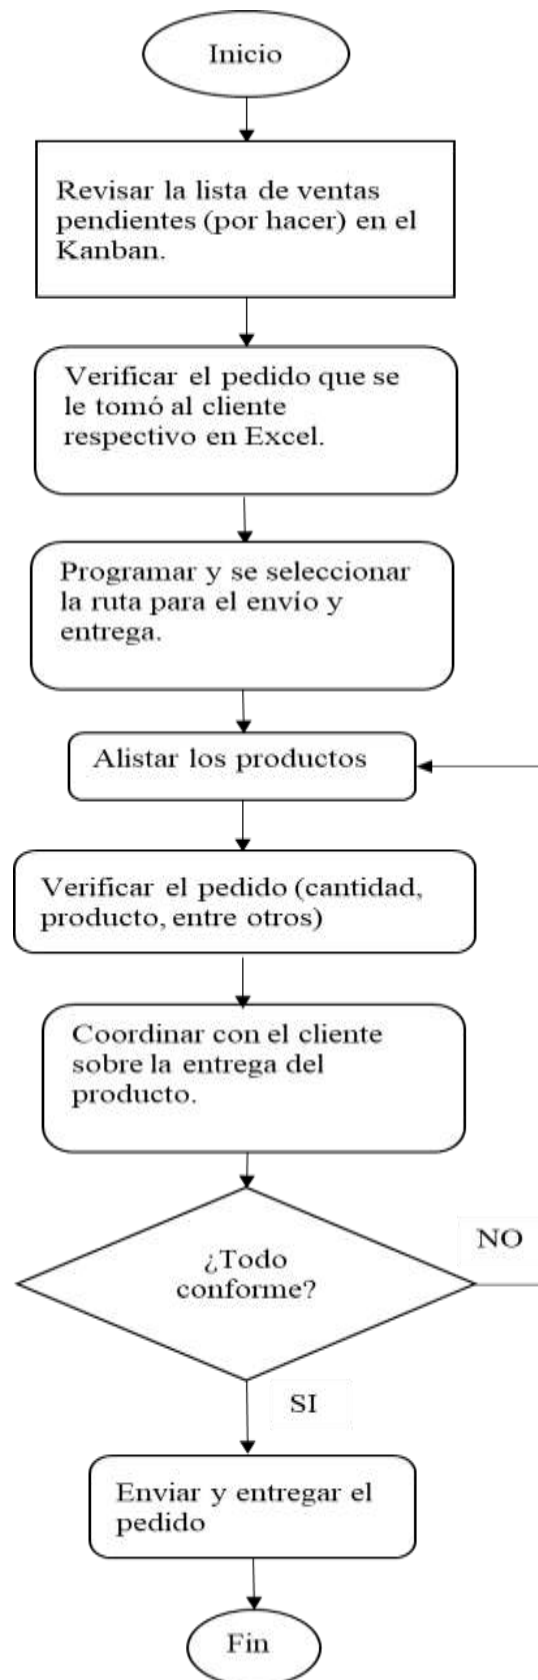 Inicio
Revisar la lista de ventas
pendientes (por hacer) en el
Kanban.
Verificar el pedido que se
le tomó al cliente
respectivo en Excel.
Programar y se seleccionar
la ruta para el envío y
entrega.
Alistar los productos
Verificar el pedido (cantidad,
producto, entre otros)
Coordinar con el cliente
sobre la entrega del
producto.
¿Todo
conforme?
NO
SI
Enviar y entregar el
pedido
Fin